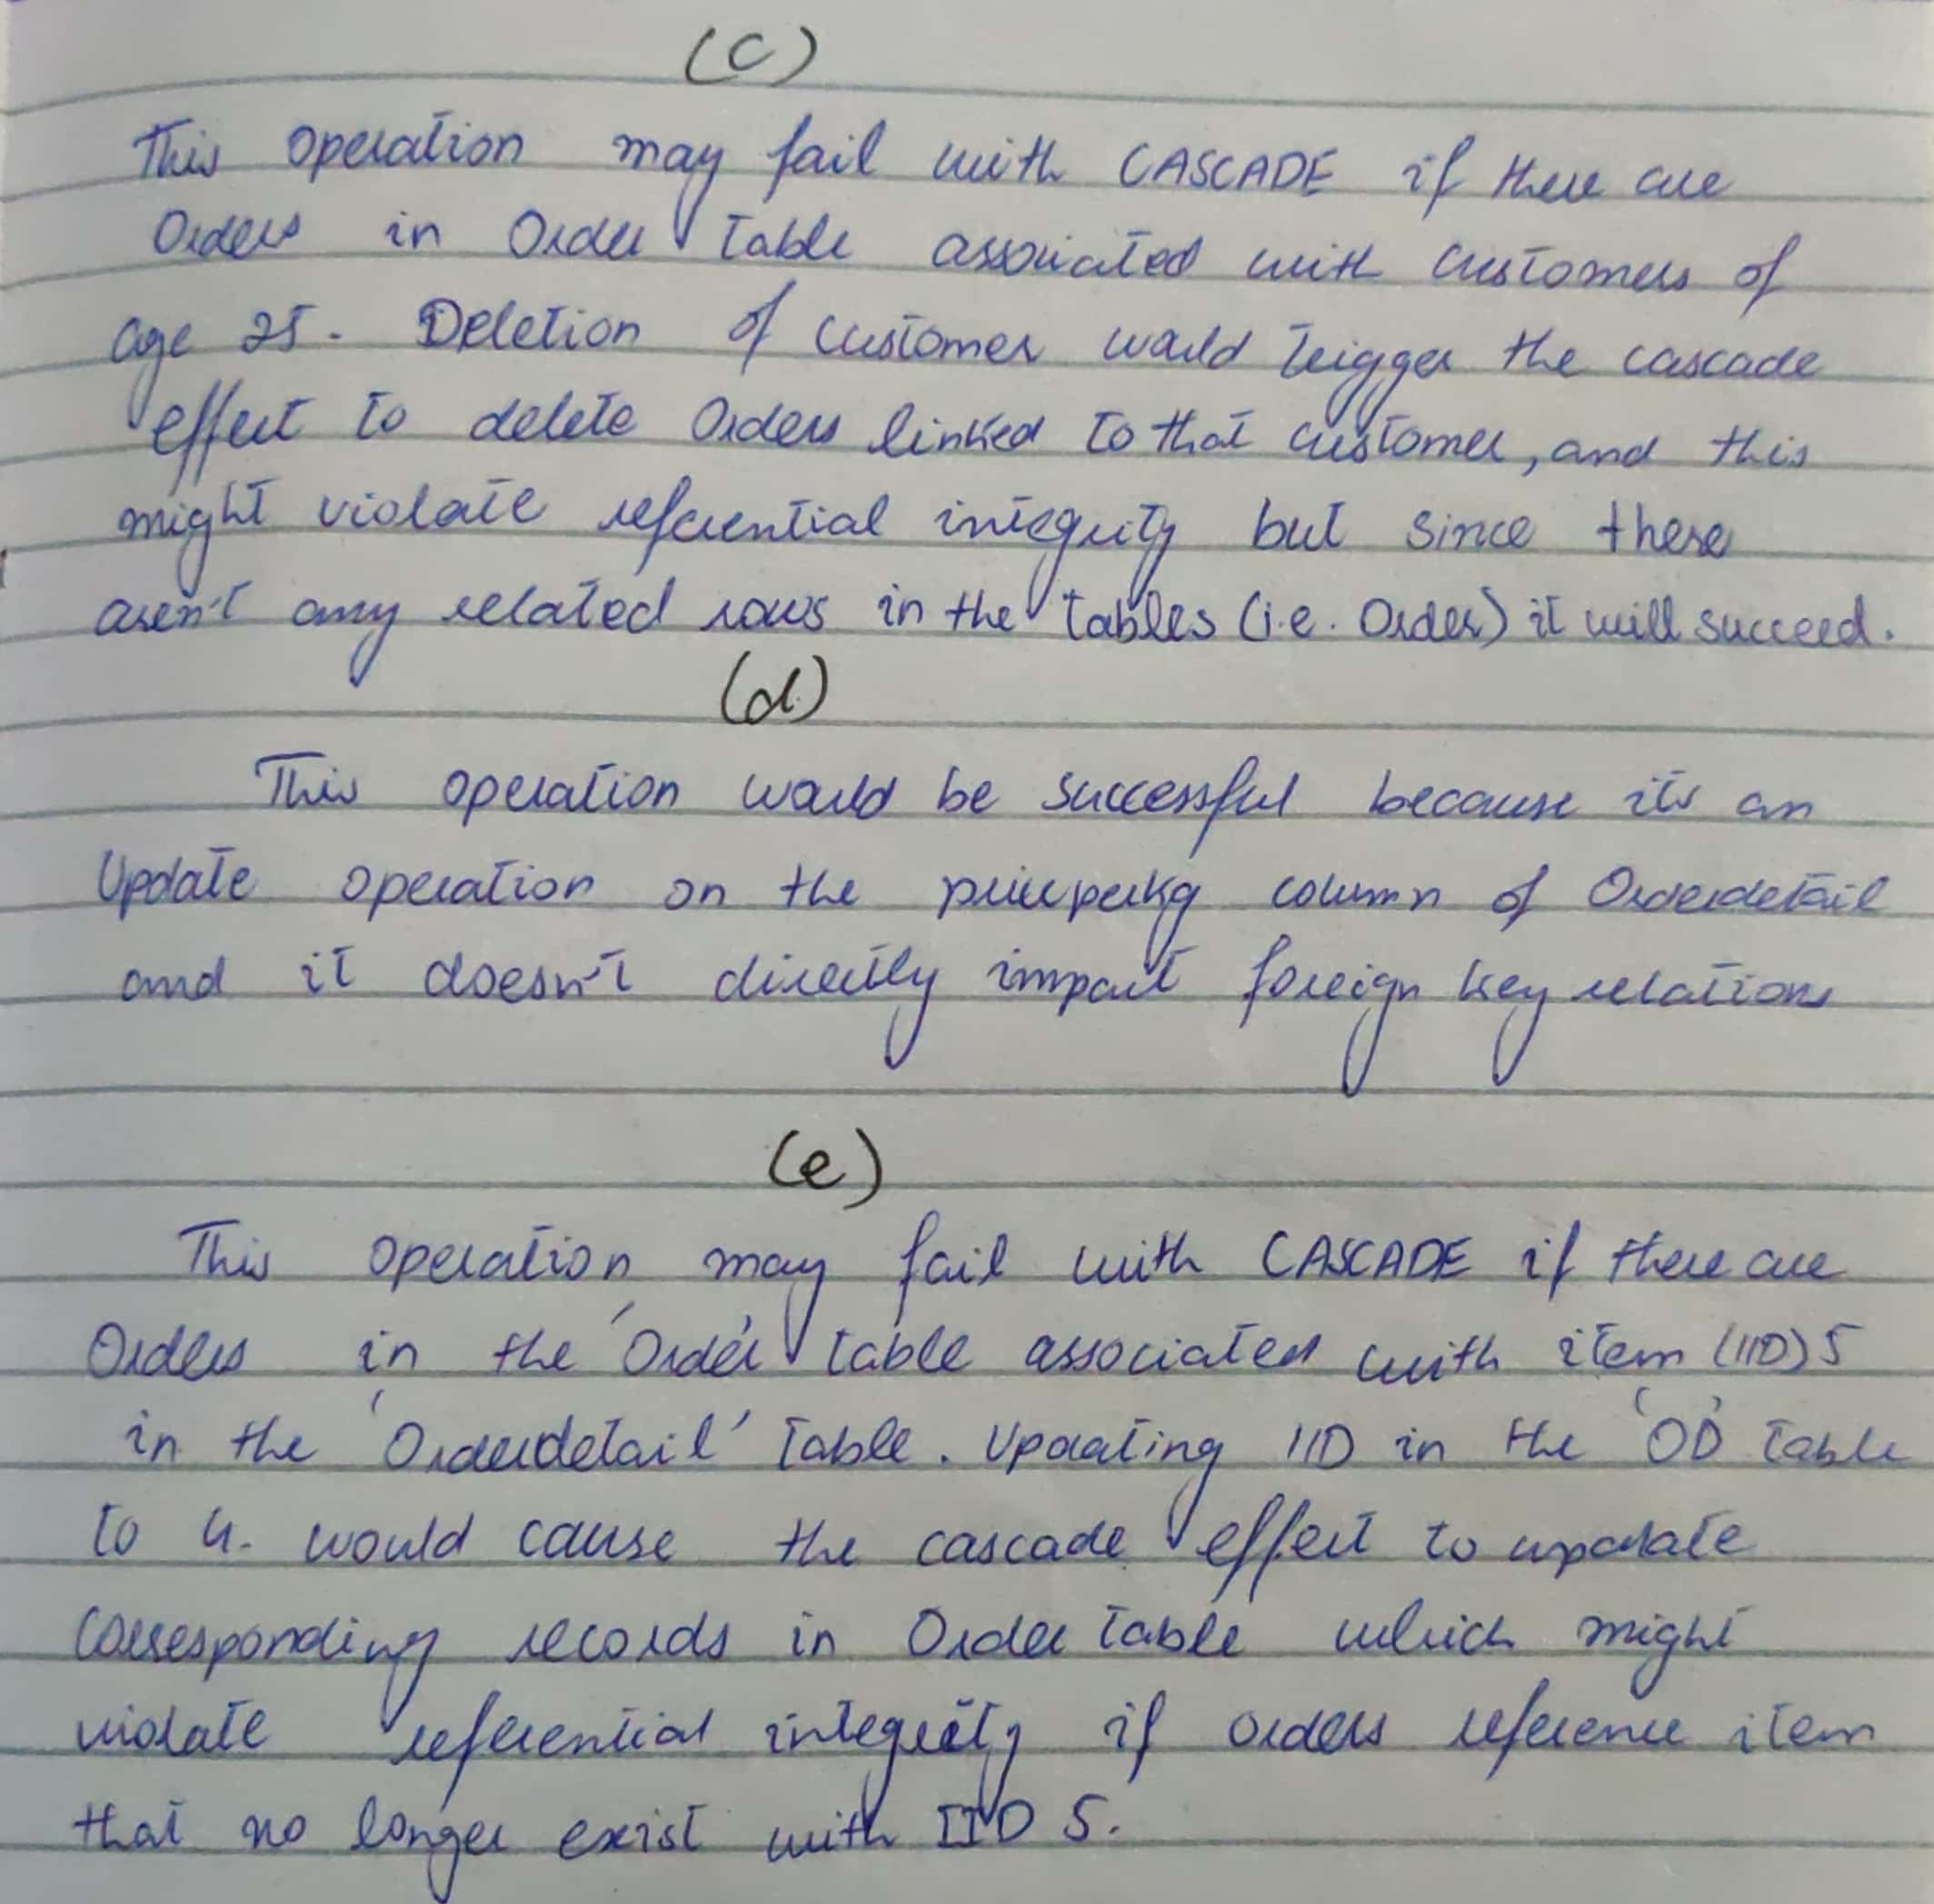 (c)
This operation may fail with CASCADE if there are
Orders in Order table associated with customers of
age 25. Deletion of customer would trigger the cascade
effect to delete Orders linked to that customer, and this
might violate referential integrity but since there
aren't any related rows in the tables (i.e. Order) it will succeed.
(d)
This operation would be successful because its an
Update operation on the priceperkg column of Orderdetail
and it doesn't directly impact foreign key relations
(e)
This operation may fail with CASCADE if there are
Orders in the 'Order' table associated with item (IID) 5
in the 'Orderdetail' table. Updating IID in the 'OD' table
to 4. would cause the cascade effect to update
corresponding records in Order table which might
violate referential integrity if orders reference item
that no longer exist with IID 5.